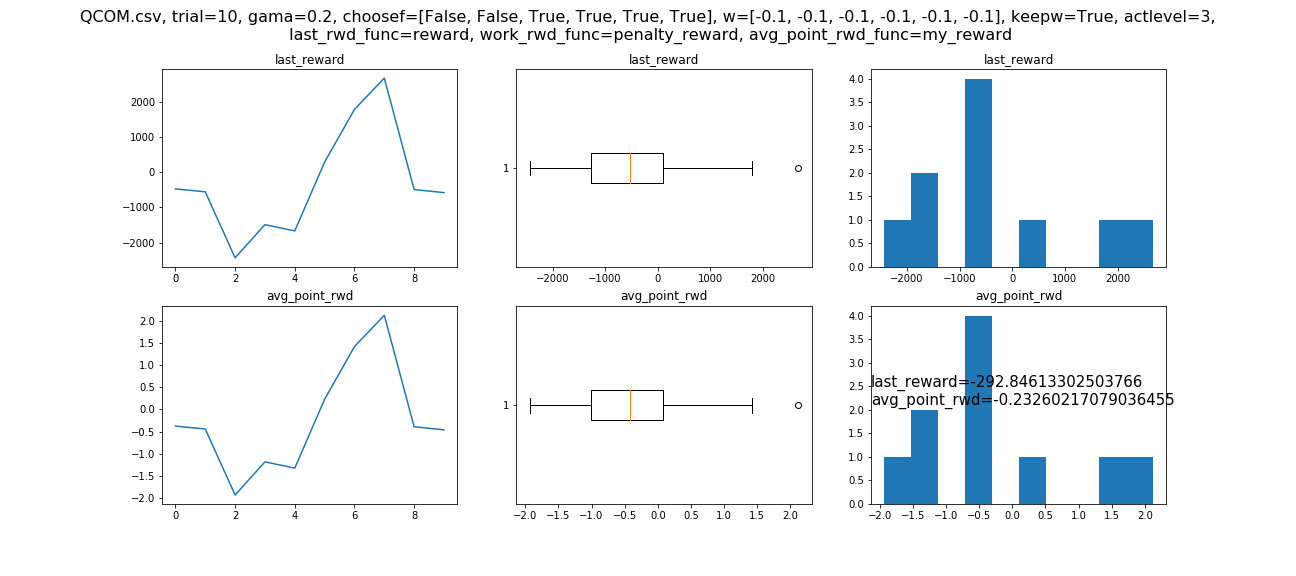 QCOM.csv, trial=10, gama=0.2, choosef=[False, False, True, True, True, True], w=[-0.1, -0.1, -0.1, -0.1, -0.1, -0.1], keepw=True, actlevel=3,
last_rwd_func=reward, work_rwd_func=penalty_reward, avg_point_rwd_func=my_reward
last_reward
2000
1000
0
−1000
−2000
0 2 4 6 8
last_reward
1
−2000 −1000 0 1000 2000
last_reward
4.0
3.5
3.0
2.5
2.0
1.5
1.0
0.5
0.0
−2000 −1000 0 1000 2000
avg_point_rwd
2.0
1.5
1.0
0.5
0.0
−0.5
−1.0
−1.5
−2.0
0 2 4 6 8
avg_point_rwd
1
−2.0 −1.5 −1.0 −0.5 0.0 0.5 1.0 1.5 2.0
avg_point_rwd
4.0
3.5
3.0
2.5
2.0
1.5
1.0
0.5
0.0
last_reward=-292.84613302503766
avg_point_rwd=-0.23260217079036455
−2.0 −1.5 −1.0 −0.5 0.0 0.5 1.0 1.5 2.0